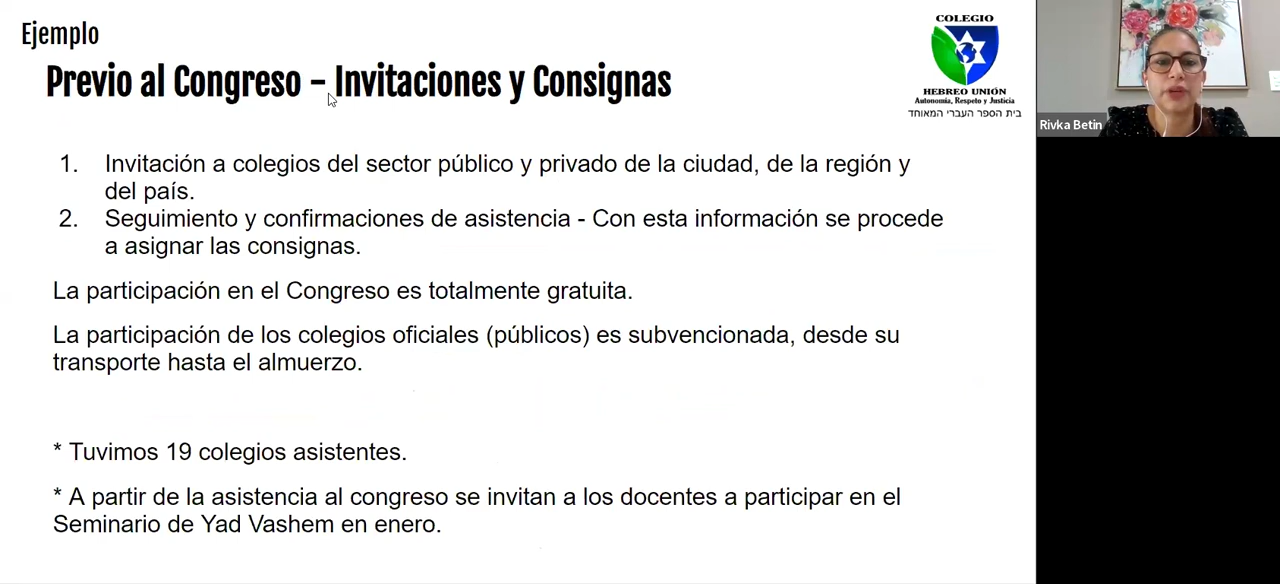 Ejemplo
Previo al Congreso - Invitaciones y Consignas
COLEGIO
HEBREO UNIÓN
Autonomía, Respeto y Justicia
בית הספר העברי המאוחד
Rivka Betin
1. Invitación a colegios del sector público y privado de la ciudad, de la región y
del país.
2. Seguimiento y confirmaciones de asistencia - Con esta información se procede
a asignar las consignas.
La participación en el Congreso es totalmente gratuita.
La participación de los colegios oficiales (públicos) es subvencionada, desde su
transporte hasta el almuerzo.
* Tuvimos 19 colegios asistentes.
* A partir de la asistencia al congreso se invitan a los docentes a participar en el
Seminario de Yad Vashem en enero.